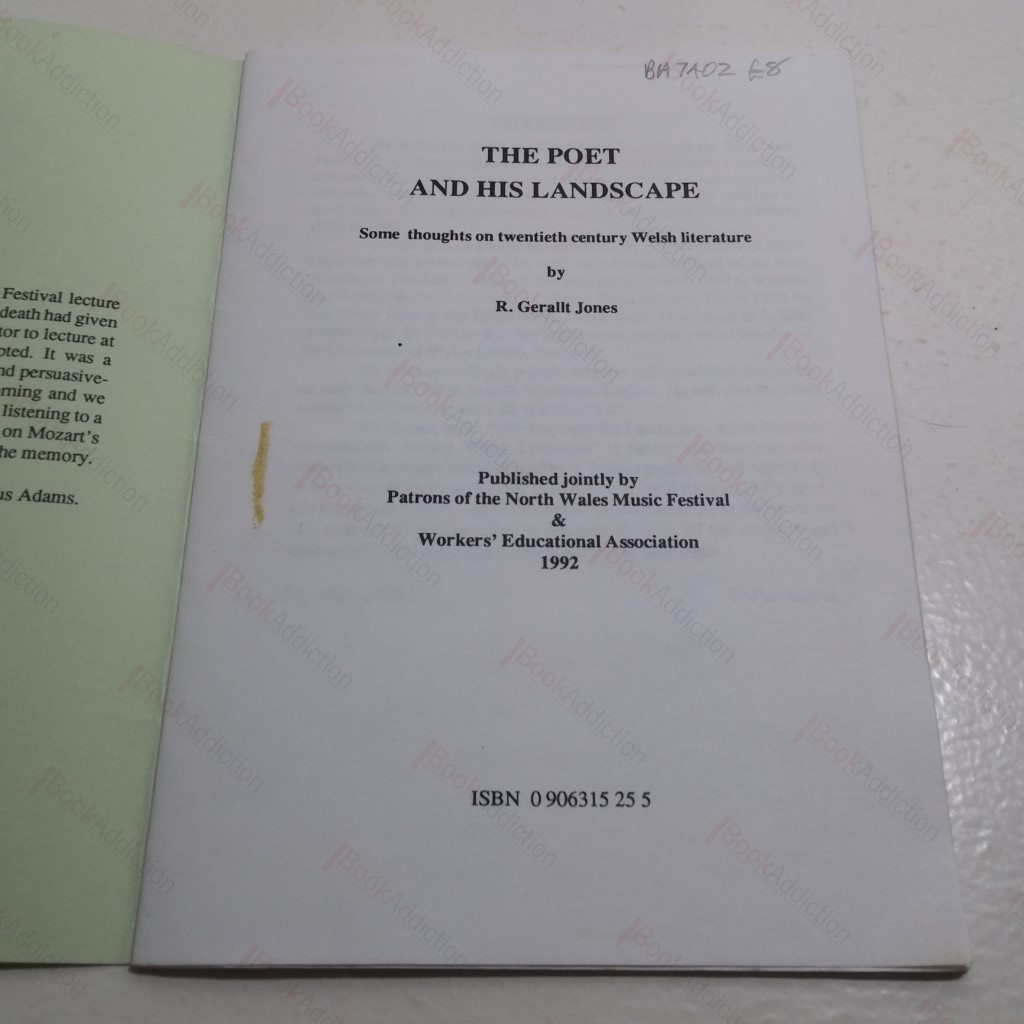 Festival lecture
death had given
tor to lecture at
pted. It was a
nd persuasive-
ming and we
listening to a
on Mozart's
he memory.
us Adams.
BA7A02 £8
THE POET
AND HIS LANDSCAPE
Some thoughts on twentieth century Welsh literature
by
R. Gerallt Jones
Published jointly by
Patrons of the North Wales Music Festival
&
Workers' Educational Association
1992
ISBN 0 906315 25 5
BookAddiction